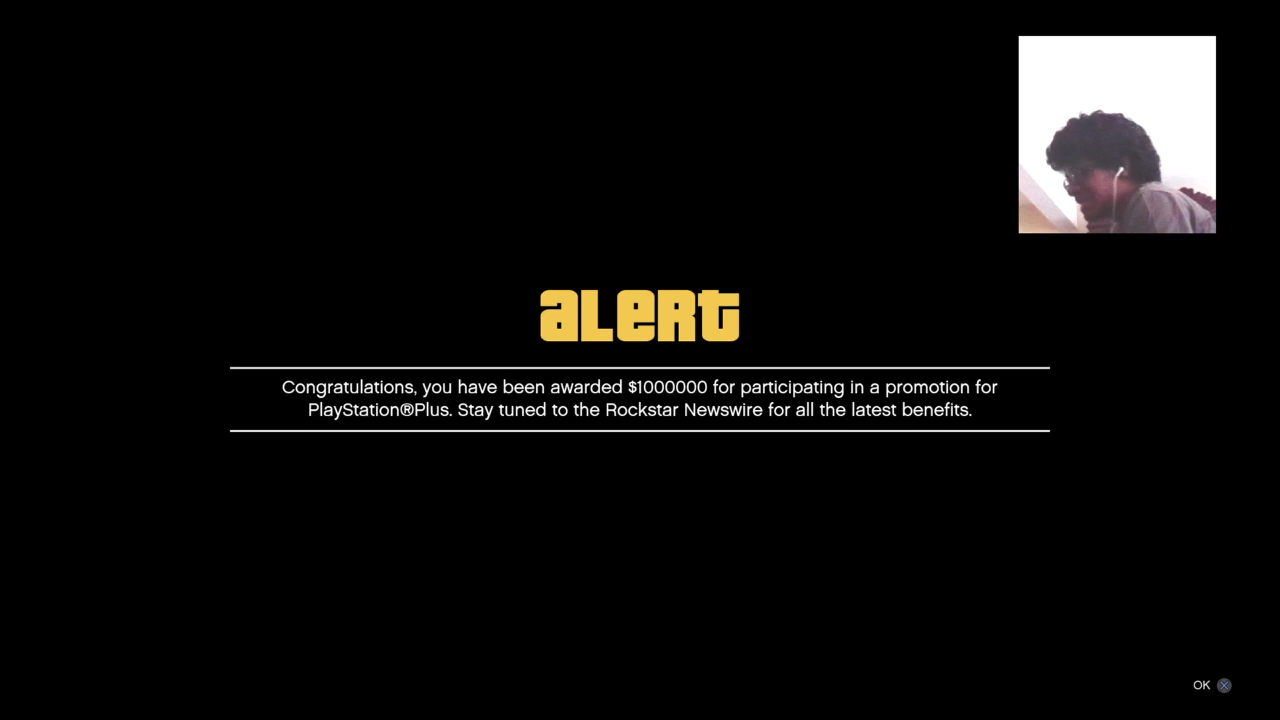 aLeRt
Congratulations, you have been awarded $1000000 for participating in a promotion for
PlayStation®Plus. Stay tuned to the Rockstar Newswire for all the latest benefits.
OK